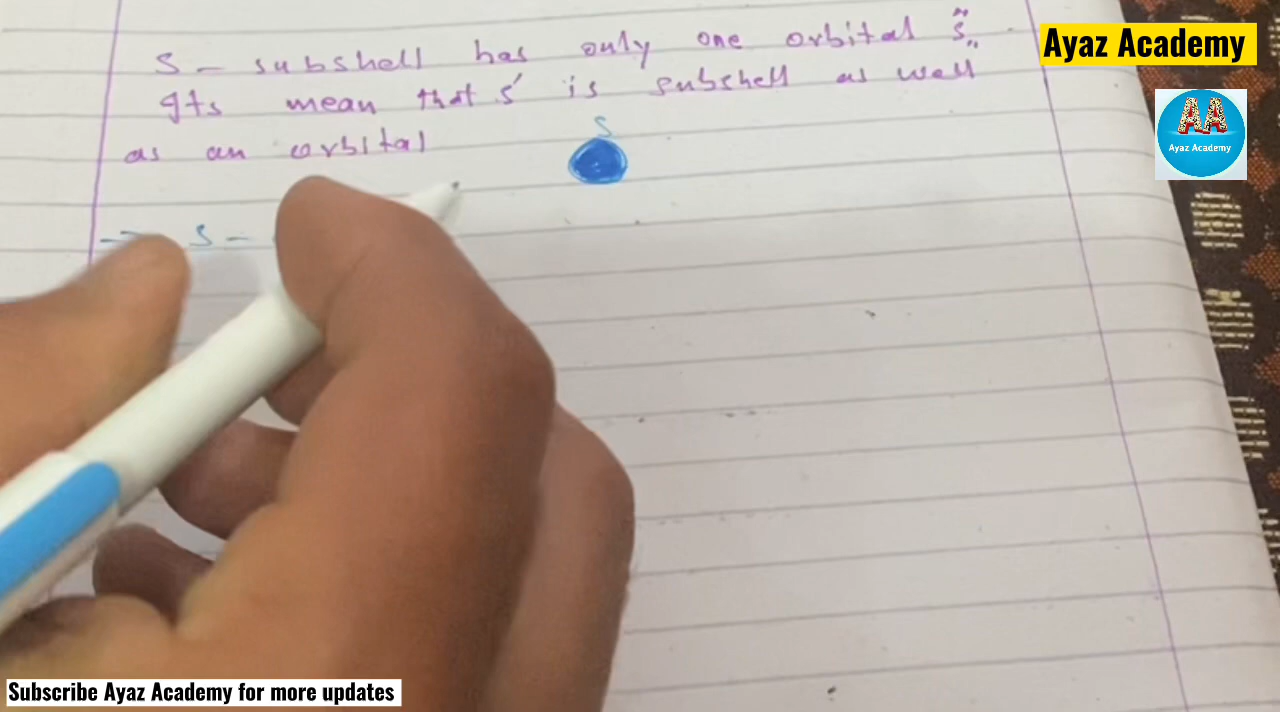 S - subshell has only one orbital "s"
Its mean that 's' is subshell as well
as an orbital
S
→ S -
Ayaz Academy
AA
Ayaz Academy
Subscribe Ayaz Academy for more updates